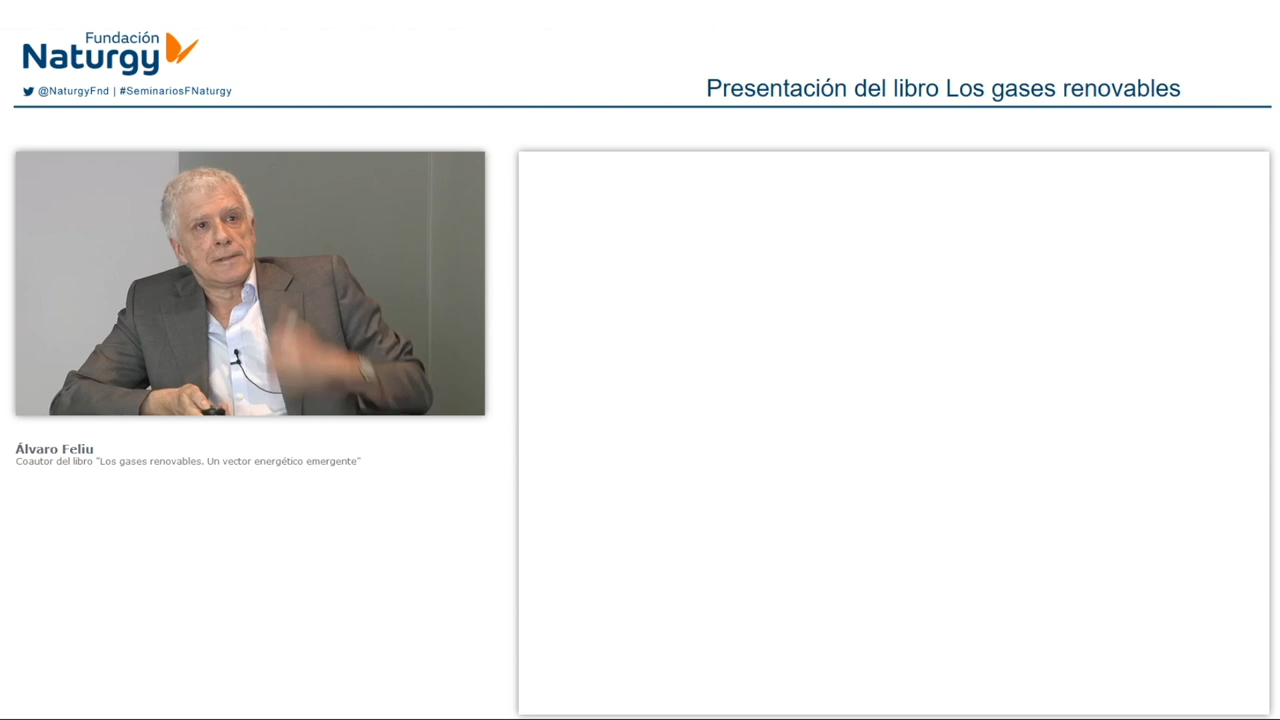 Fundación
Naturgy
@NaturgyFnd | #SeminariosFNaturgy
Presentación del libro Los gases renovables
Álvaro Feliu
Coautor del libro "Los gases renovables. Un vector energético emergente"